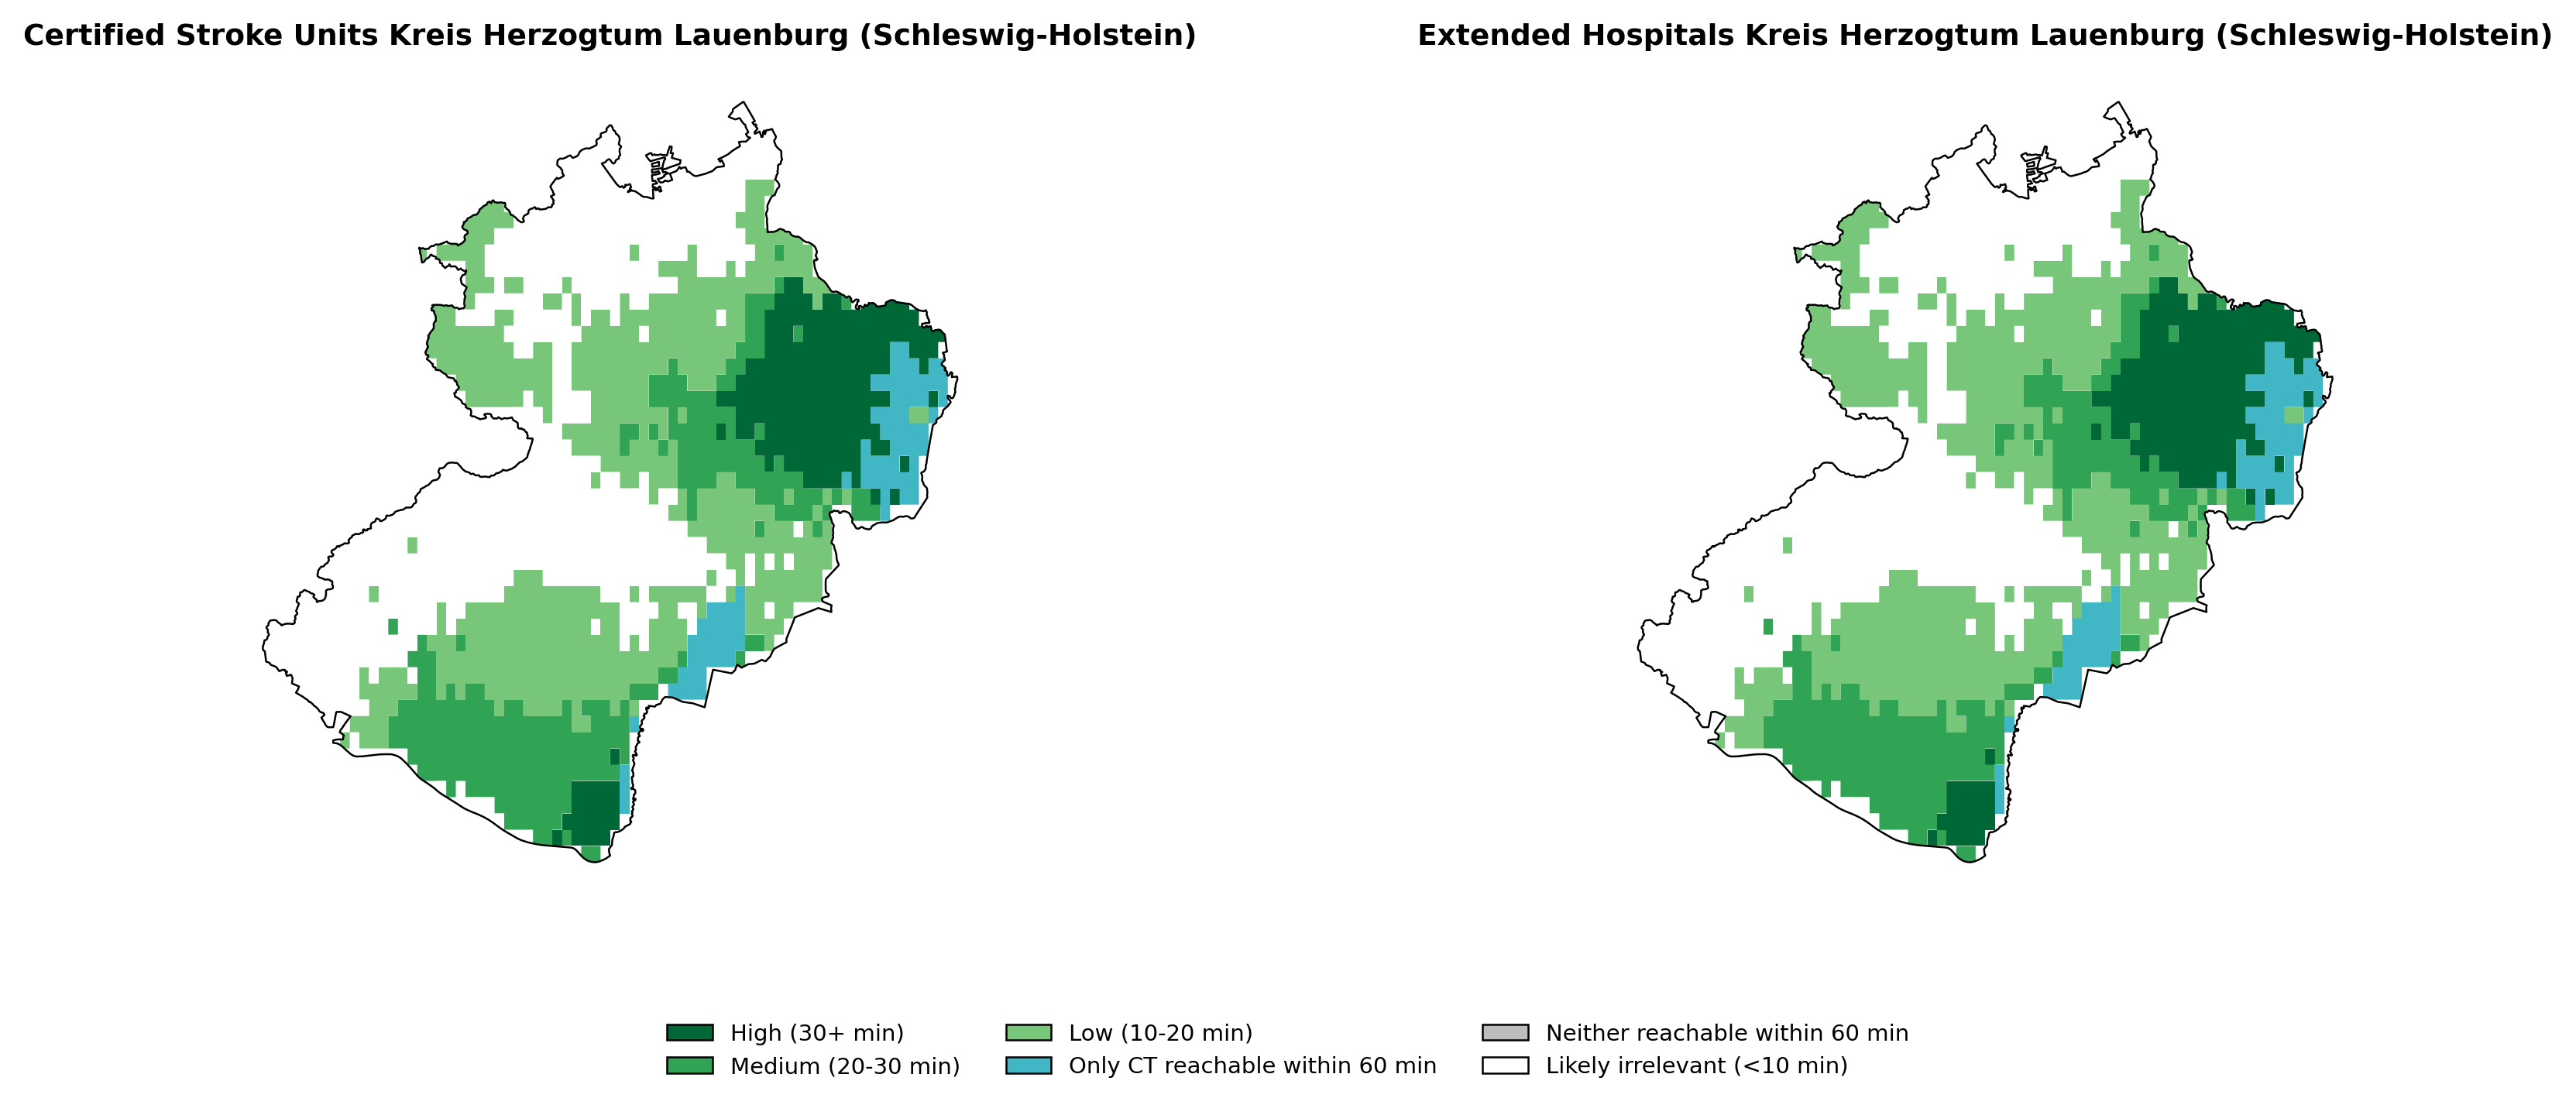 Certified Stroke Units Kreis Herzogtum Lauenburg (Schleswig-Holstein)
Extended Hospitals Kreis Herzogtum Lauenburg (Schleswig-Holstein)
High (30+ min)
Medium (20-30 min)
Low (10-20 min)
Only CT reachable within 60 min
Neither reachable within 60 min
Likely irrelevant (<10 min)